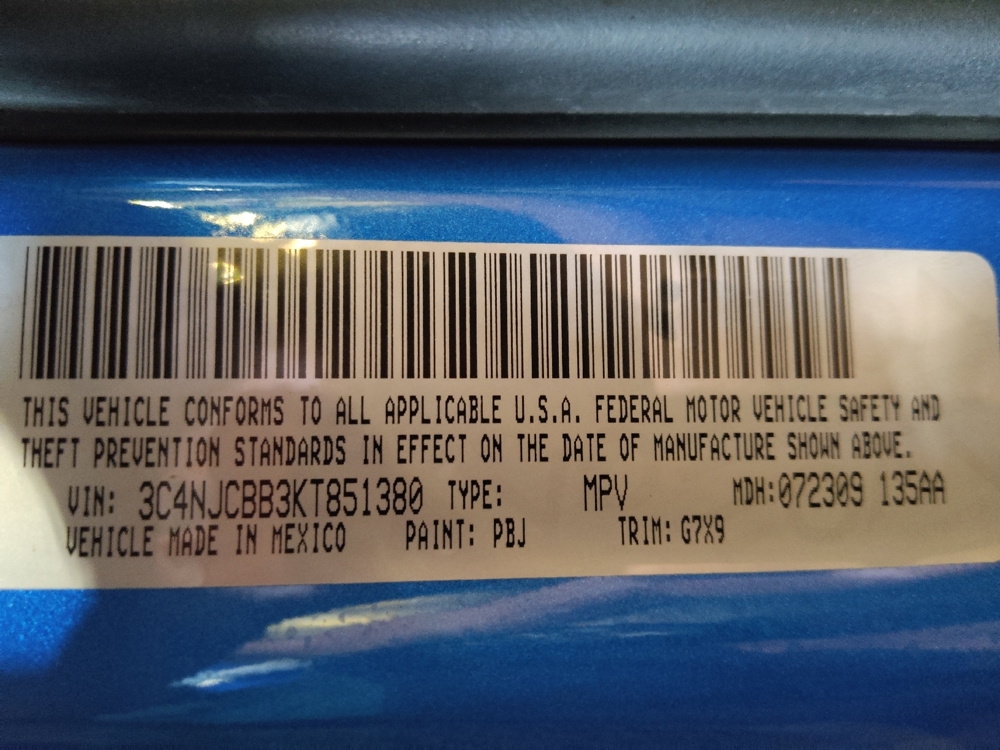 THIS VEHICLE CONFORMS TO ALL APPLICABLE U.S.A. FEDERAL MOTOR VEHICLE SAFETY AND
THEFT PREVENTION STANDARDS IN EFFECT ON THE DATE OF MANUFACTURE SHOWN ABOVE.
VIN: 3C4NJCBB3KT851380 TYPE: MPV MDH:072309 135AA
VEHICLE MADE IN MEXICO PAINT: PBJ TRIM: G7X9